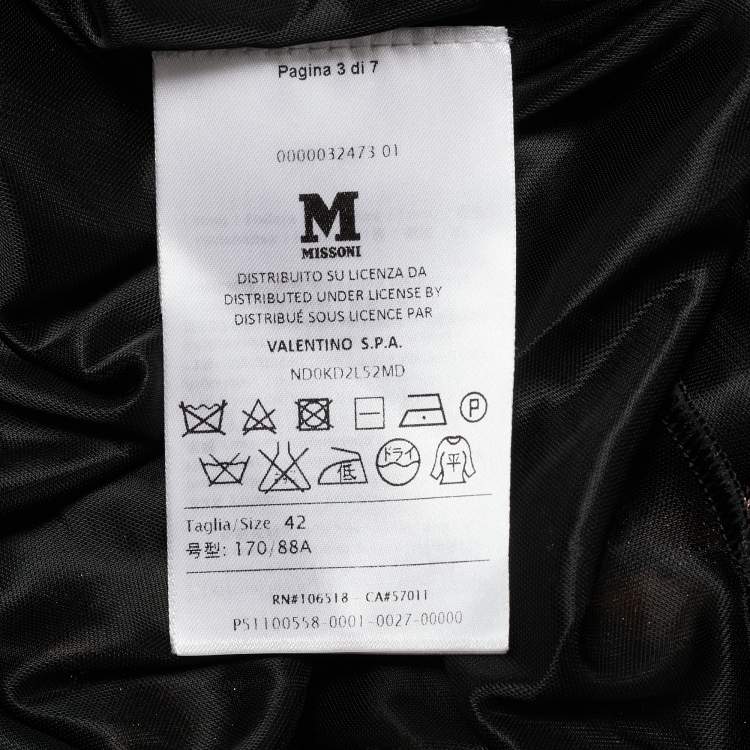 Pagina 3 di 7
0000032473 01
M
MISSONI
DISTRIBUITO SU LICENZA DA
DISTRIBUTED UNDER LICENSE BY
DISTRIBUÉ SOUS LICENCE PAR
VALENTINO S.P.A.
ND0KD2L52MD
P
低 ドライ 平
Taglia/Size 42
号型: 170/88A
RN#106518 - CA#57011
PS1100558-0001-0027-00000